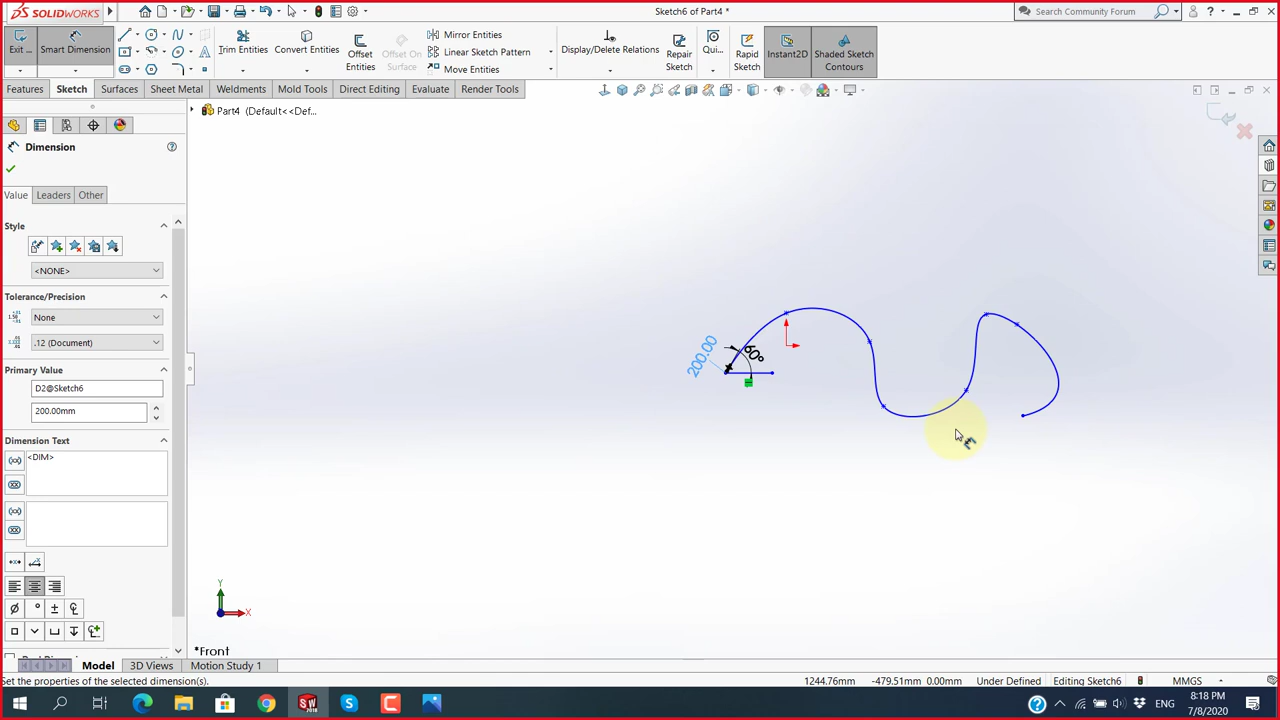 SOLIDWORKS
Sketch6 of Part4 *
Search Community Forum
?
Exit ...
Smart Dimension
Trim Entities
Convert Entities
Offset Entities
Offset On Surface
Mirror Entities
Linear Sketch Pattern
Move Entities
Display/Delete Relations
Repair Sketch
Qui...
Rapid Sketch
Instant2D
Shaded Sketch Contours
Features
Sketch
Surfaces
Sheet Metal
Weldments
Mold Tools
Direct Editing
Evaluate
Render Tools
Part4 (Default<<Def...
Dimension
Value
Leaders
Other
Style
<NONE>
Tolerance/Precision
None
.12 (Document)
Primary Value
D2@Sketch6
200.00mm
Dimension Text
<DIM>
200.00
60°
Y
X
*Front
Model
3D Views
Motion Study 1
Set the properties of the selected dimension(s).
1244.76mm
-479.51mm
0.00mm
Under Defined
Editing Sketch6
MMGS
ENG
8:18 PM
7/8/2020